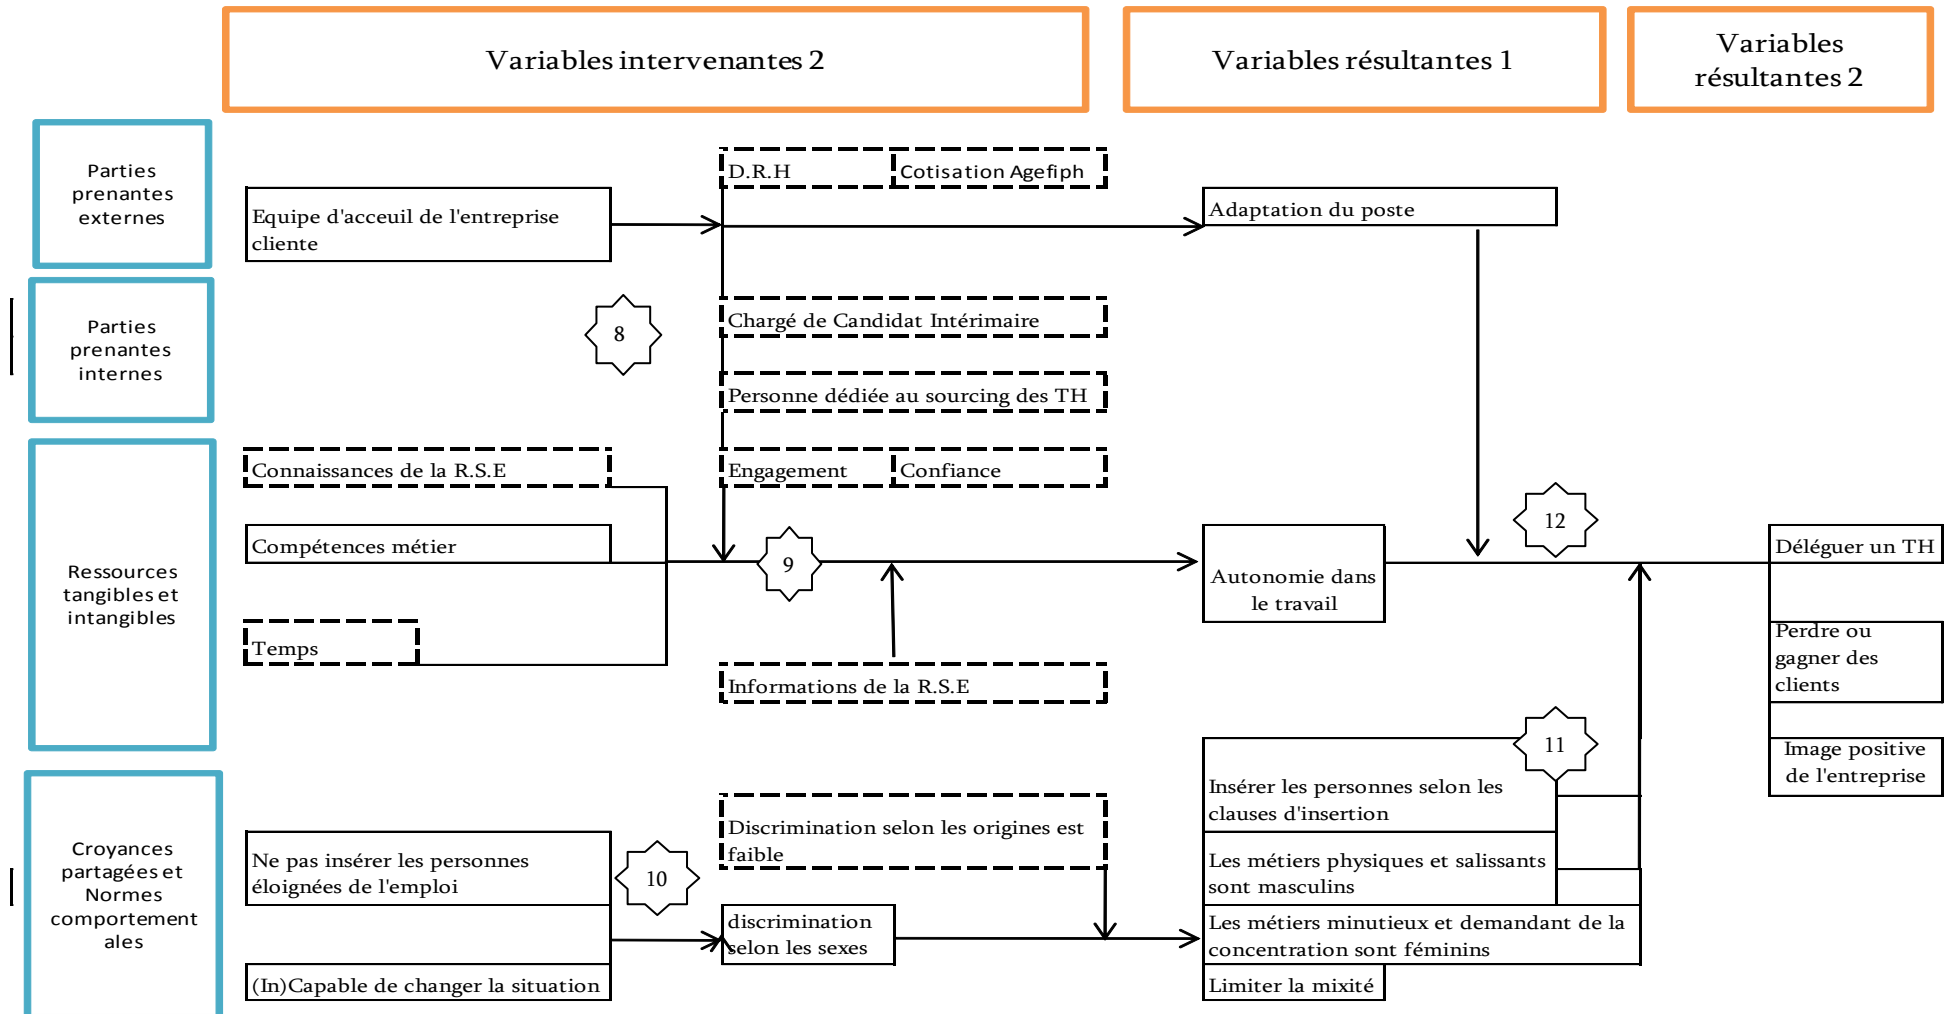 Variables intervenantes 2
Variables résultantes 1
Variables
résultantes 2
Parties
prenantes
externes
D.R.H
Cotisation Agefiph
Equipe d'acceuil de l'entreprise
cliente
Adaptation du poste
Parties
prenantes
internes
8
Chargé de Candidat Intérimaire
Personne dédiée au sourcing des TH
Ressources
tangibles et
intangibles
Connaissances de la R.S.E
Engagement
Confiance
Compétences métier
9
12
Déléguer un TH
Autonomie dans
le travail
Temps
Informations de la R.S.E
Perdre ou
gagner des
clients
Image positive
de l'entreprise
Croyances
partagées et
Normes
comportement
ales
11
Insérer les personnes selon les
clauses d'insertion
Discrimination selon les origines est
faible
Ne pas insérer les personnes
éloignées de l'emploi
10
Les métiers physiques et salissants
sont masculins
discrimination
selon les sexes
Les métiers minutieux et demandant de la
concentration sont féminins
(In)Capable de changer la situation
Limiter la mixité